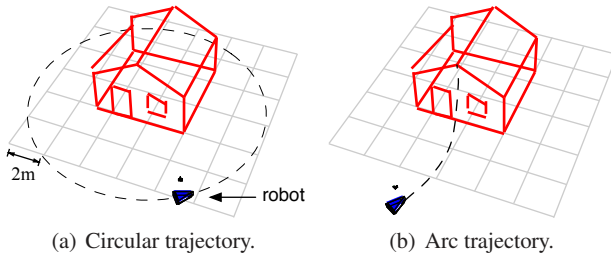 2m
robot
(a) Circular trajectory.
(b) Arc trajectory.